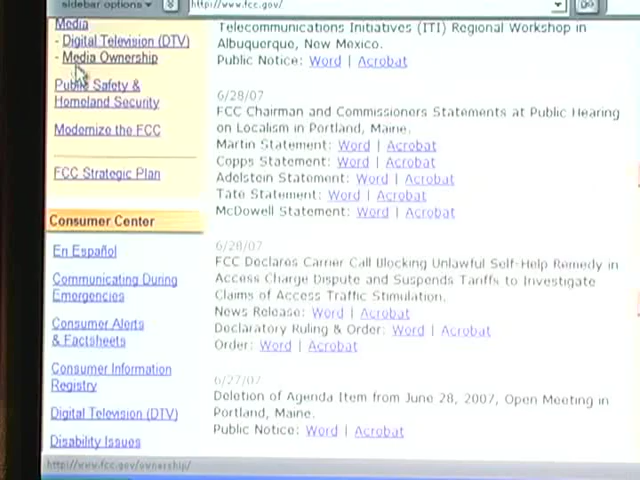 sidebar options
http://www.fcc.gov/
Media
- Digital Television (DTV)
- Media Ownership
Public Safety &
Homeland Security
Modernize the FCC
FCC Strategic Plan
Consumer Center
En Español
Communicating During
Emergencies
Consumer Alerts
& Factsheets
Consumer Information
Registry
Digital Television (DTV)
Disability Issues
Telecommunications Initiatives (ITI) Regional Workshop in
Albuquerque, New Mexico.
Public Notice: Word | Acrobat
6/28/07
FCC Chairman and Commissioners Statements at Public Hearing
on Localism in Portland, Maine.
Martin Statement: Word | Acrobat
Copps Statement: Word | Acrobat
Adelstein Statement: Word | Acrobat
Tate Statement: Word | Acrobat
McDowell Statement: Word | Acrobat
6/28/07
FCC Declares Carrier Call Blocking Unlawful Self-Help Remedy in
Access Charge Dispute and Suspends Tariffs to Investigate
Claims of Access Traffic Stimulation.
News Release: Word | Acrobat
Declaratory Ruling & Order: Word | Acrobat
Order: Word | Acrobat
6/27/07
Deletion of Agenda Item from June 28, 2007, Open Meeting in
Portland, Maine.
Public Notice: Word | Acrobat
http://www.fcc.gov/ownership/